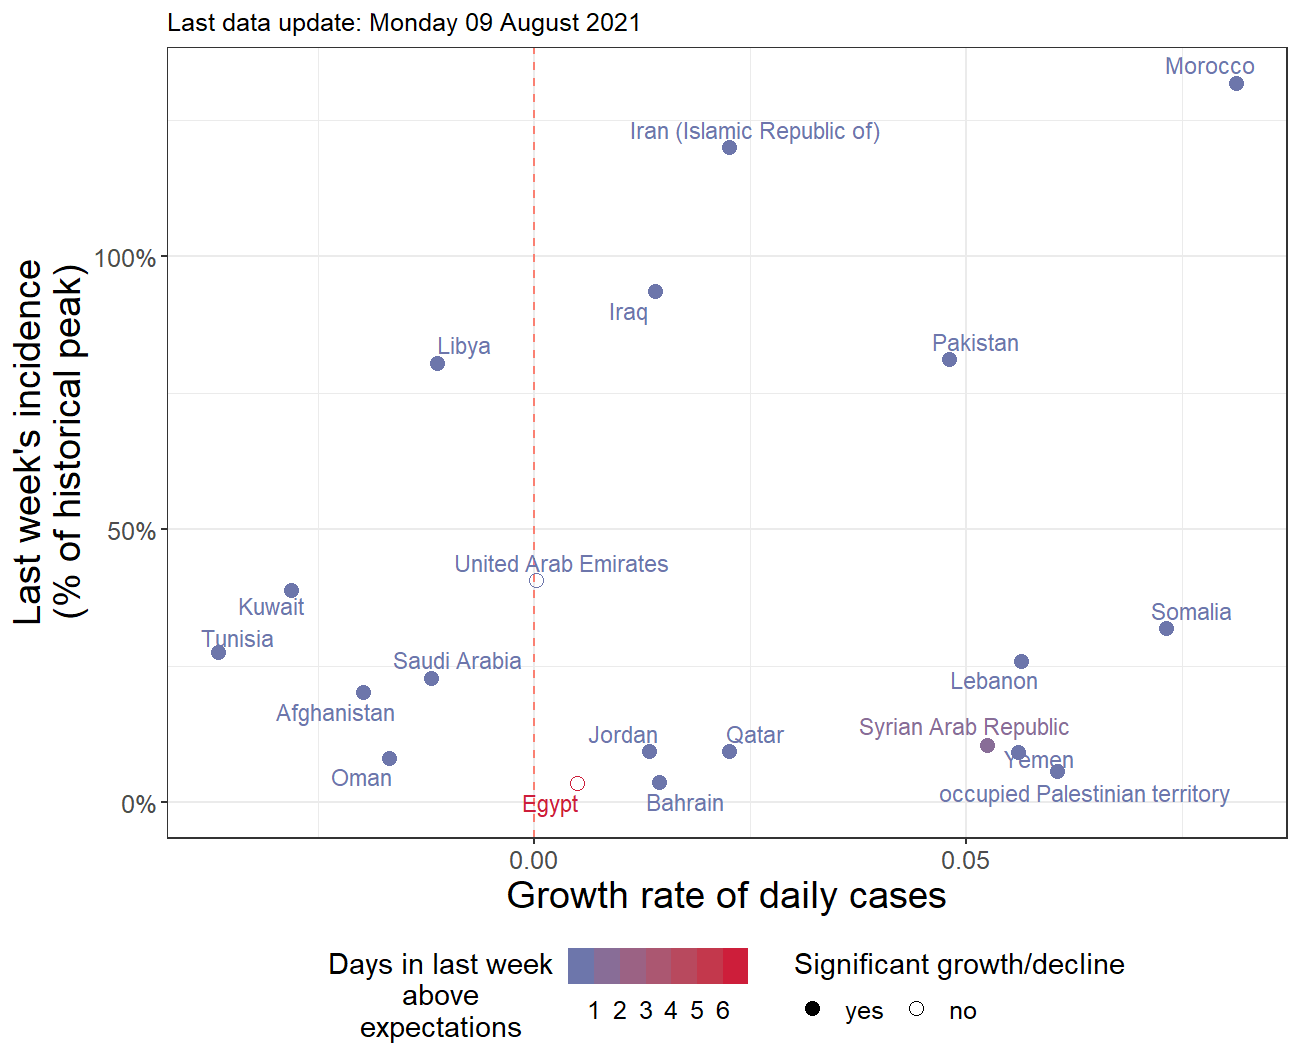 Last data update: Monday 09 August 2021
Morocco
Iran (Islamic Republic of)
100%
Iraq
Libya
Pakistan
Last week's incidence
(% of historical peak)
50%
United Arab Emirates
Kuwait
Somalia
Tunisia
Saudi Arabia
Lebanon
Afghanistan
Syrian Arab Republic
Jordan
Qatar
Yemen
Oman
occupied Palestinian territory
0%
Egypt
Bahrain
0.00
0.05
Growth rate of daily cases
Days in last week
above
expectations
1 2 3 4 5 6
Significant growth/decline
yes
no